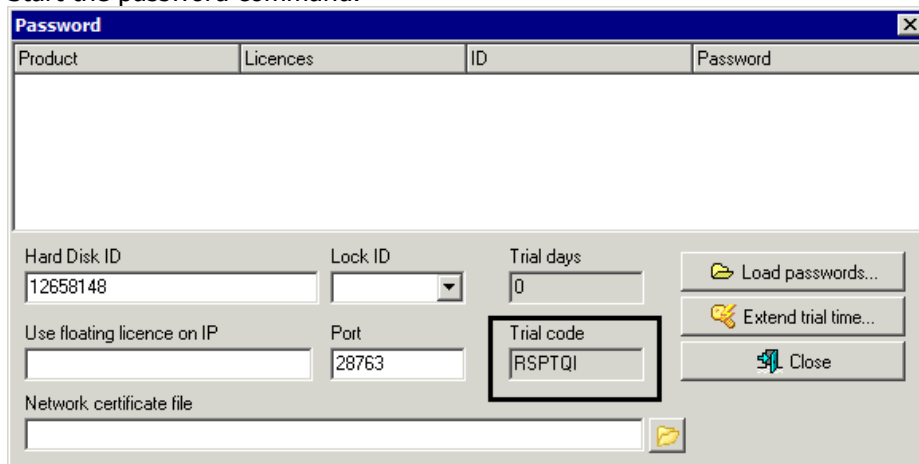 Start the password command.
Password
Product Licences ID Password
Hard Disk ID Lock ID Trial days
12658148 0 Load passwords...
Use floating licence on IP Port Trial code Extend trial time...
28763 RSPTQI Close
Network certificate file